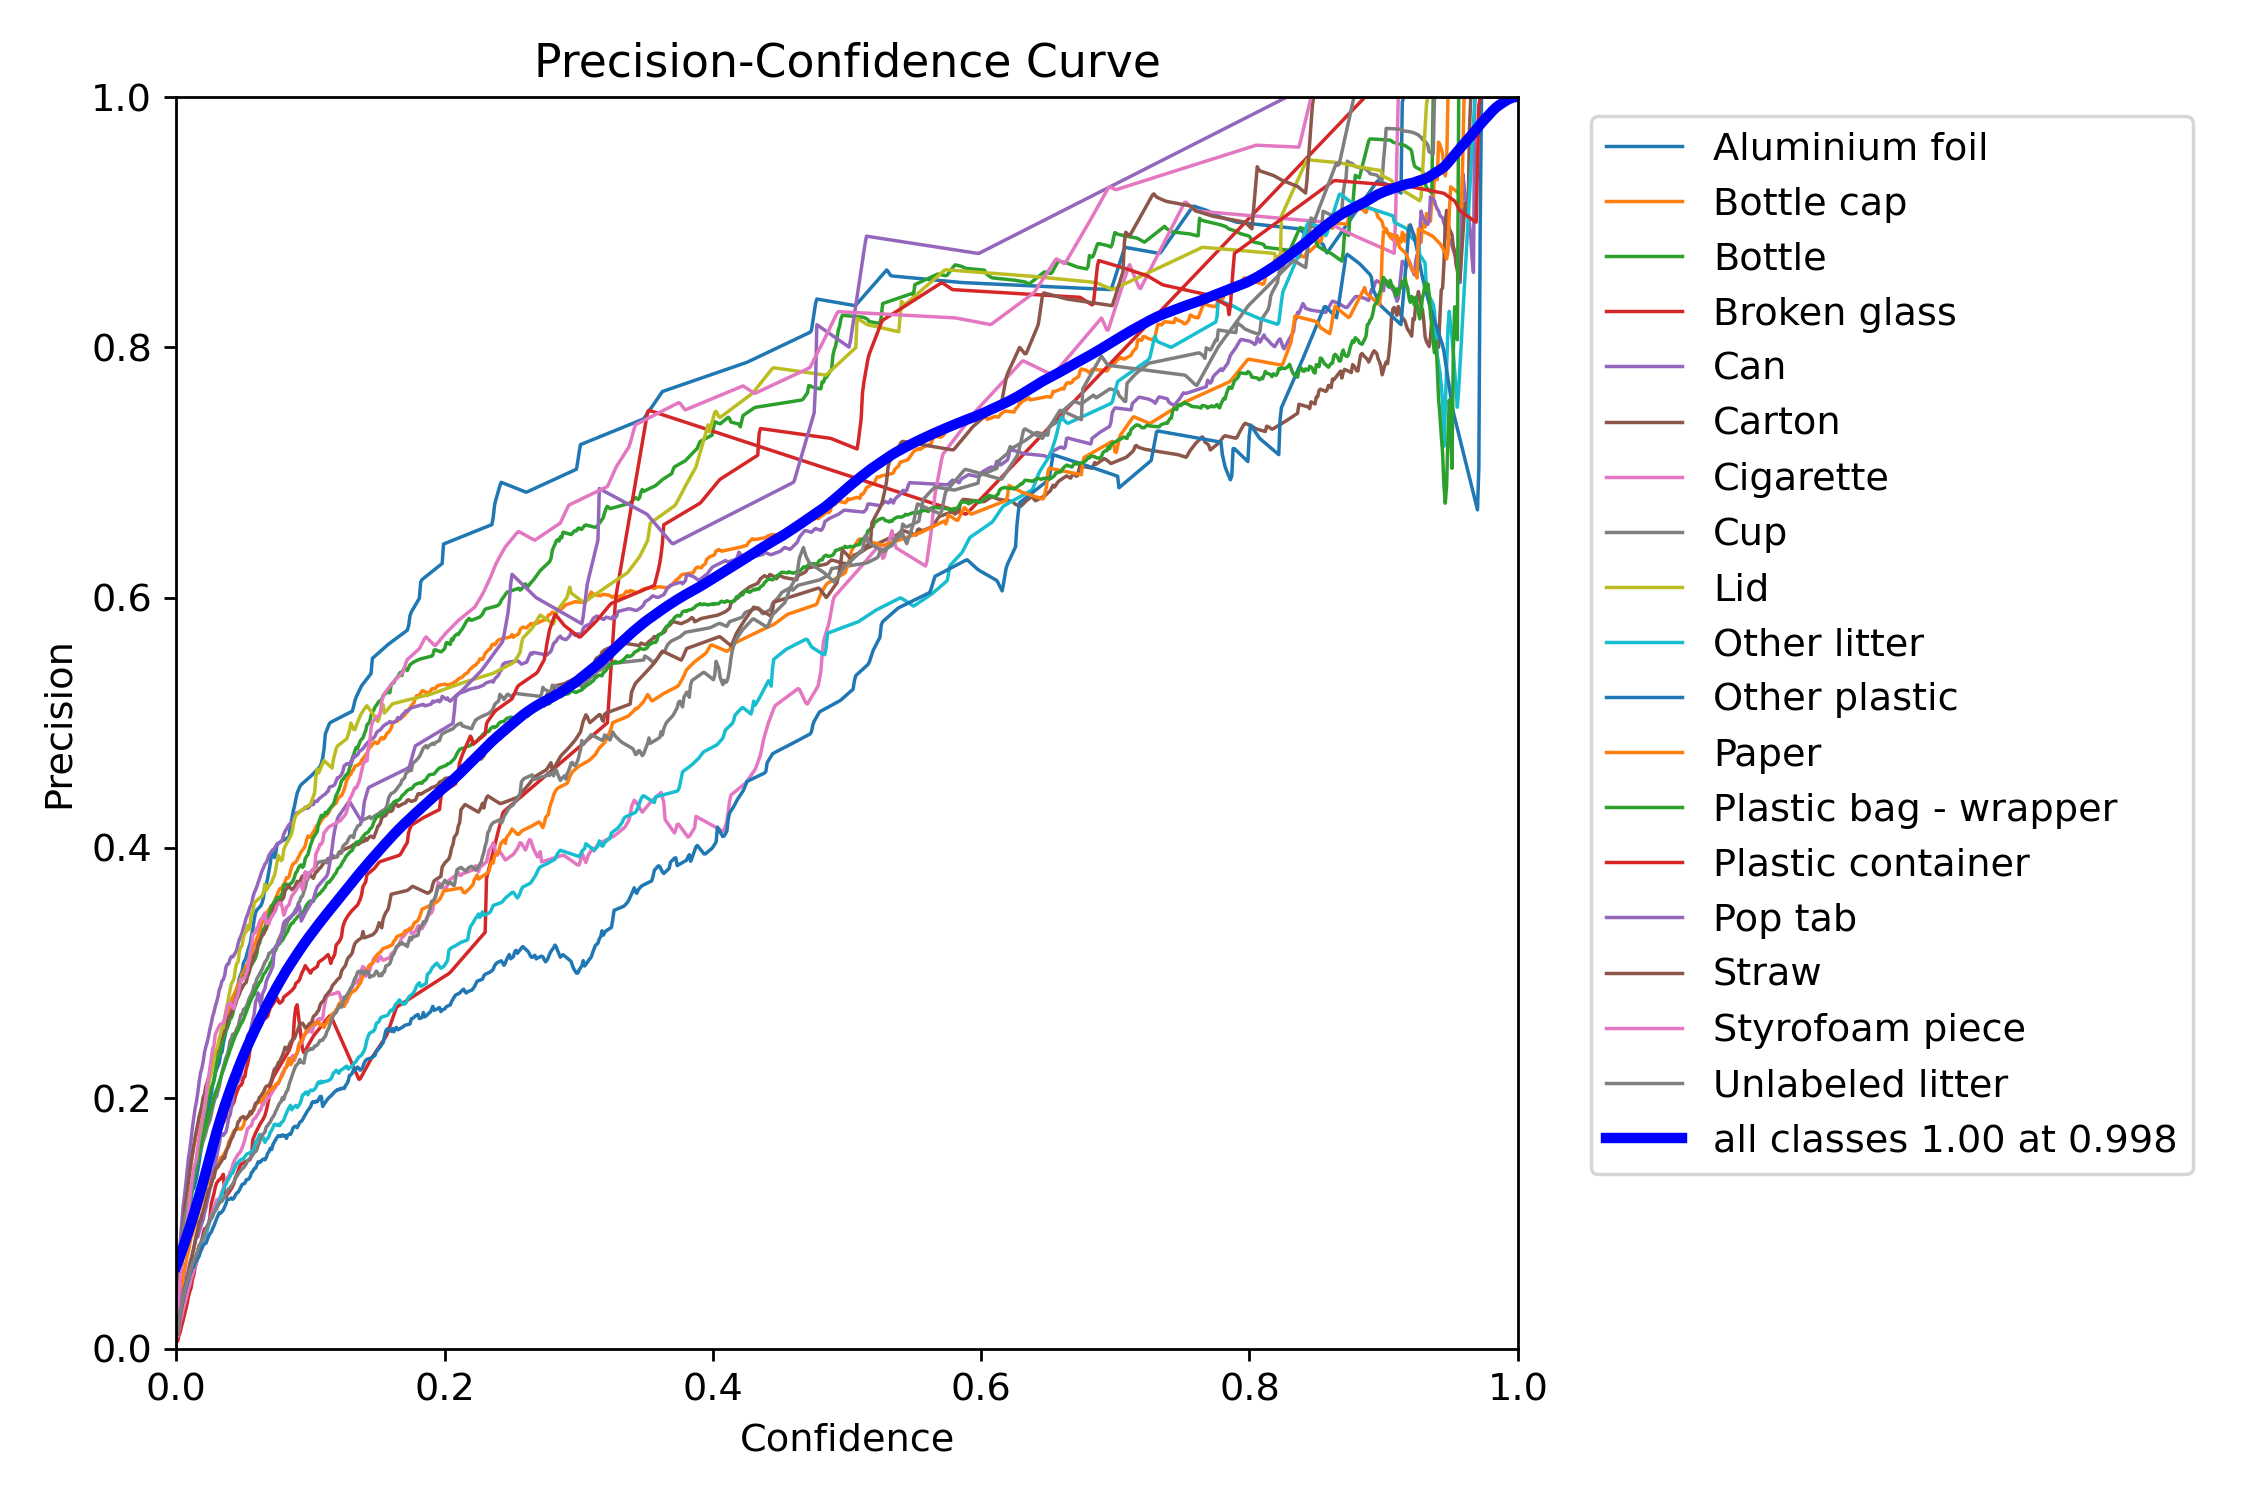 Precision-Confidence Curve
1.0
0.8
0.6
0.4
0.2
0.0
Precision
0.0 0.2 0.4 0.6 0.8 1.0
Confidence
Aluminium foil
Bottle cap
Bottle
Broken glass
Can
Carton
Cigarette
Cup
Lid
Other litter
Other plastic
Paper
Plastic bag - wrapper
Plastic container
Pop tab
Straw
Styrofoam piece
Unlabeled litter
all classes 1.00 at 0.998